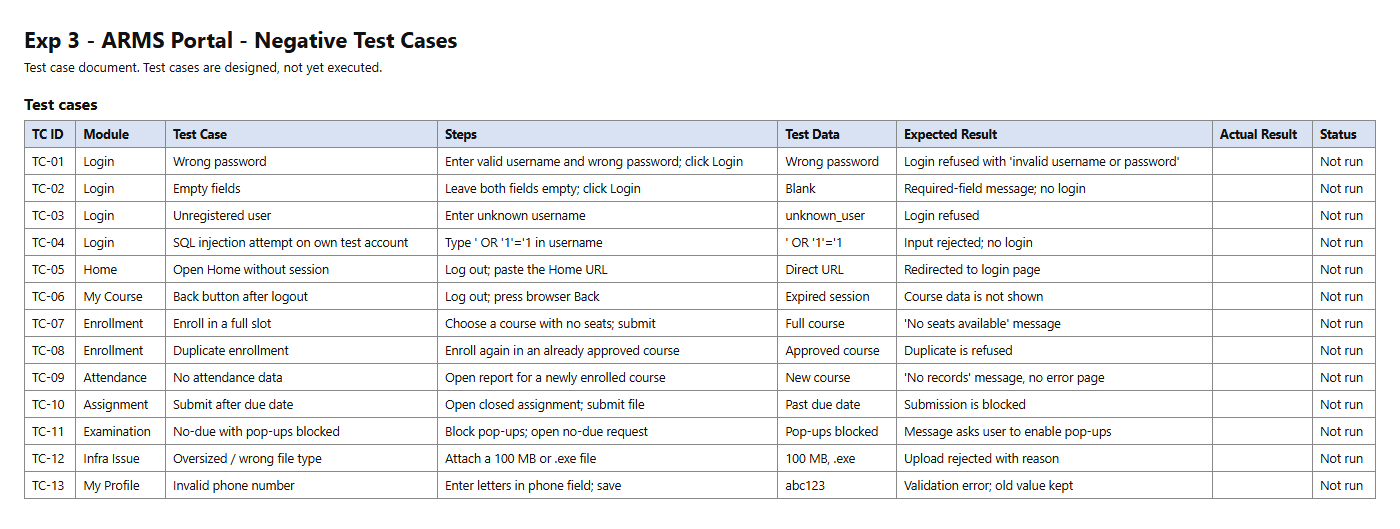 Exp 3 - ARMS Portal - Negative Test Cases
Test case document. Test cases are designed, not yet executed.
Test cases
TC ID Module Test Case Steps Test Data Expected Result Actual Result Status
TC-01 Login Wrong password Enter valid username and wrong password; click Login Wrong password Login refused with 'invalid username or password' Not run
TC-02 Login Empty fields Leave both fields empty; click Login Blank Required-field message; no login Not run
TC-03 Login Unregistered user Enter unknown username unknown_user Login refused Not run
TC-04 Login SQL injection attempt on own test account Type ' OR '1'='1 in username ' OR '1'='1 Input rejected; no login Not run
TC-05 Home Open Home without session Log out; paste the Home URL Direct URL Redirected to login page Not run
TC-06 My Course Back button after logout Log out; press browser Back Expired session Course data is not shown Not run
TC-07 Enrollment Enroll in a full slot Choose a course with no seats; submit Full course 'No seats available' message Not run
TC-08 Enrollment Duplicate enrollment Enroll again in an already approved course Approved course Duplicate is refused Not run
TC-09 Attendance No attendance data Open report for a newly enrolled course New course 'No records' message, no error page Not run
TC-10 Assignment Submit after due date Open closed assignment; submit file Past due date Submission is blocked Not run
TC-11 Examination No-due with pop-ups blocked Block pop-ups; open no-due request Pop-ups blocked Message asks user to enable pop-ups Not run
TC-12 Infra Issue Oversized / wrong file type Attach a 100 MB or .exe file 100 MB, .exe Upload rejected with reason Not run
TC-13 My Profile Invalid phone number Enter letters in phone field; save abc123 Validation error; old value kept Not run